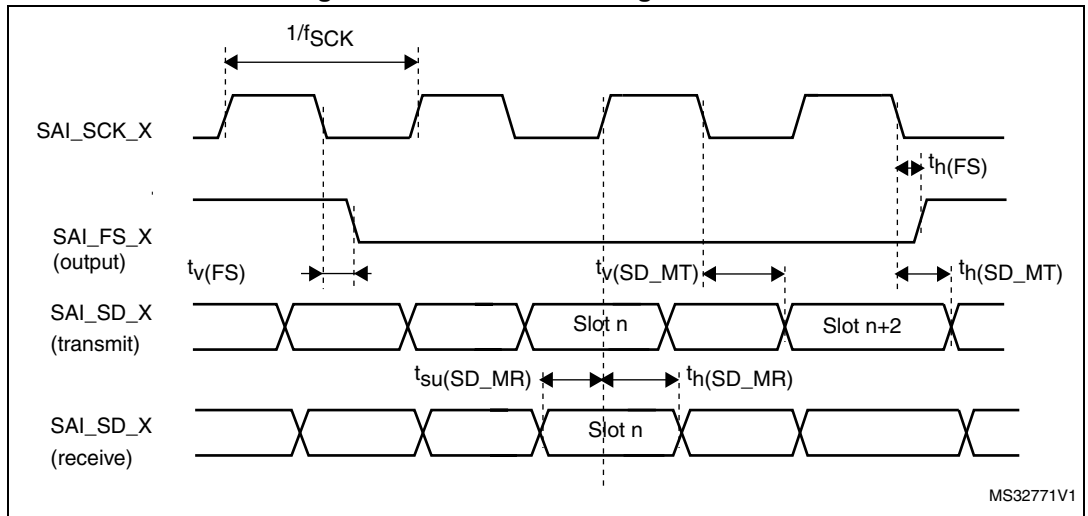 1/fSCK
SAI_SCK_X
th(FS)
SAI_FS_X
(output)
tv(FS)
tv(SD_MT)
th(SD_MT)
SAI_SD_X
(transmit)
Slot n
Slot n+2
tsu(SD_MR)
th(SD_MR)
SAI_SD_X
(receive)
Slot n
MS32771V1